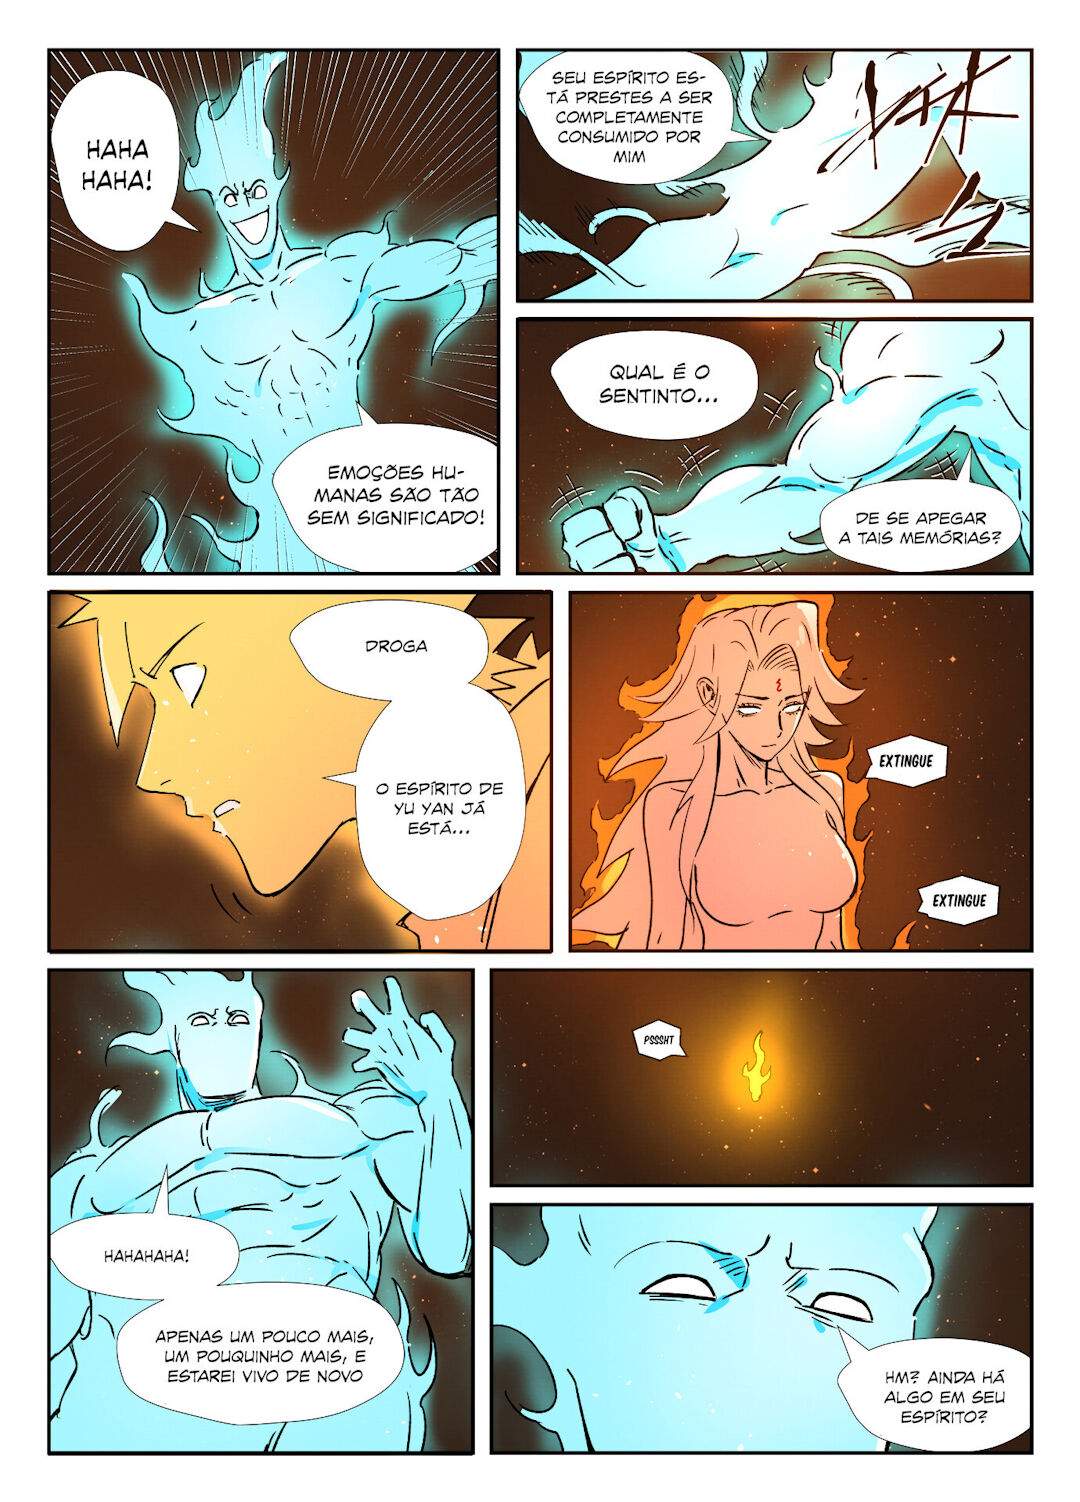 HAHA
HAHA!
EMOÇÕES HU-
MANAS SÃO TÃO
SEM SIGNIFICADO!
SEU ESPÍRITO ES-
TÁ PRESTES A SER
COMPLETAMENTE
CONSUMIDO POR
MIM
QUAL É O
SENTINTO...
DE SE APEGAR
A TAIS MEMÓRIAS?
DROGA
O ESPÍRITO DE
YU YAN JÁ
ESTÁ...
EXTINGUE
EXTINGUE
HAHAHAHA!
APENAS UM POUCO MAIS,
UM POUQUINHO MAIS, E
ESTAREI VIVO DE NOVO
PSSSHT
HM? AINDA HÁ
ALGO EM SEU
ESPÍRITO?